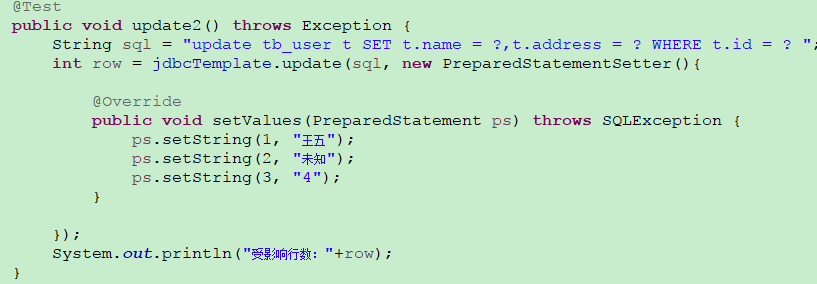 @Test
public void update2() throws Exception {
String sql = "update tb_user t SET t.name = ?,t.address = ? WHERE t.id = ? ";
int row = jdbcTemplate.update(sql, new PreparedStatementSetter(){
@Override
public void setValues(PreparedStatement ps) throws SQLException {
ps.setString(1, "王五");
ps.setString(2, "未知");
ps.setString(3, "4");
}
});
System.out.println("受影响行数："+row);
}